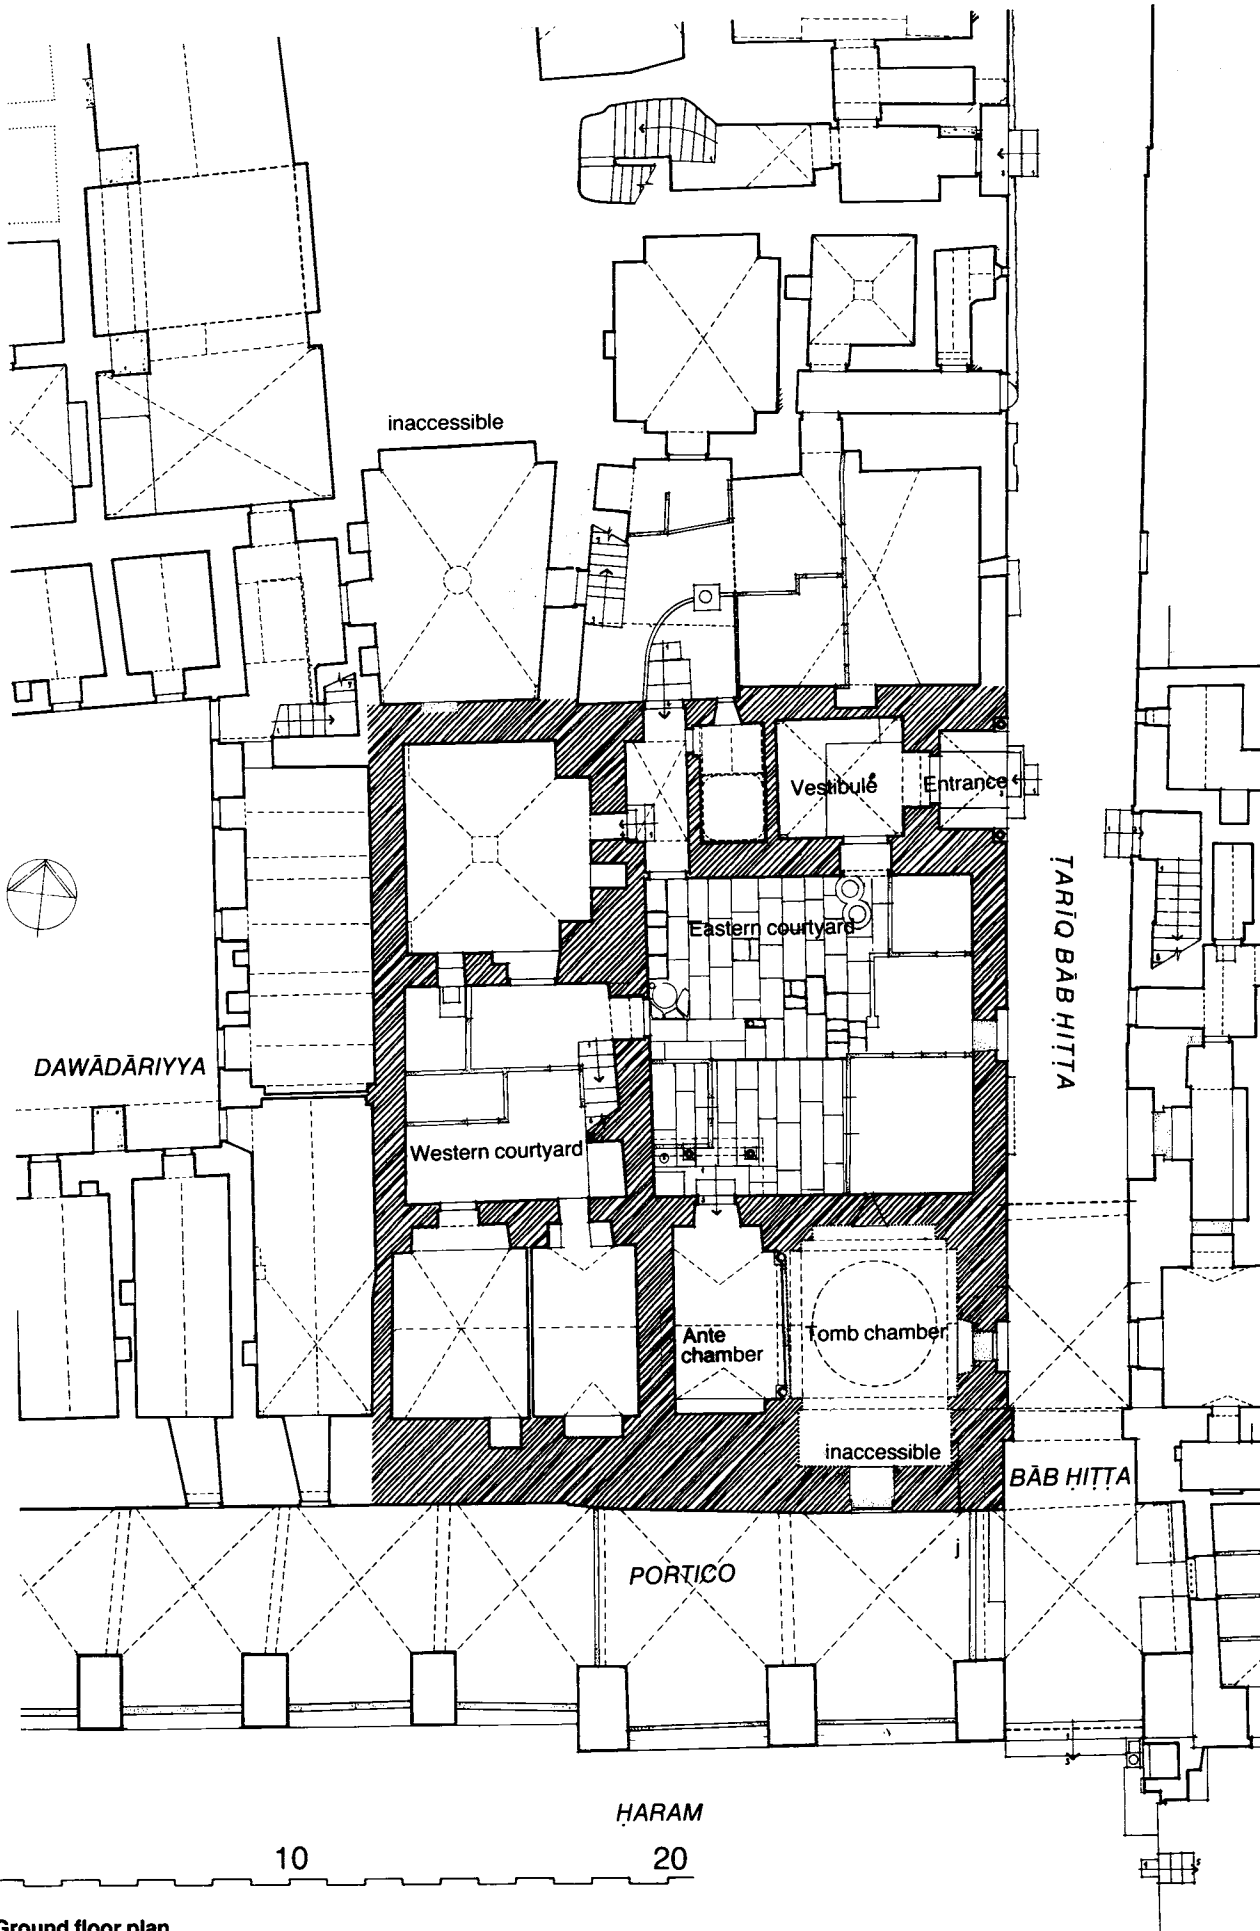 inaccessible
Vestibule
Entrance
Eastern courtyard
ṬARĪQ BĀB ḤIṬṬA
DAWĀDĀRIYYA
Western courtyard
Ante
chamber
Tomb chamber
inaccessible
BĀB ḤIṬṬA
j
PORTICO
ḤARAM
10
20
Ground floor plan